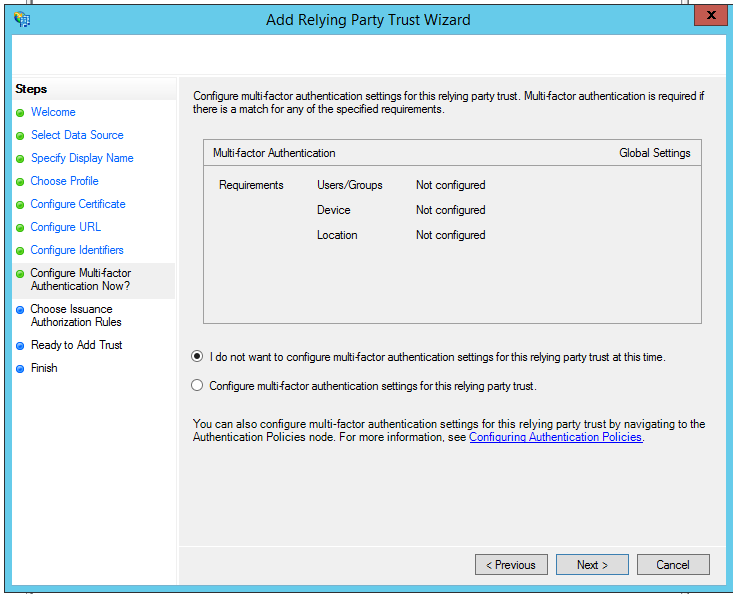 Add Relying Party Trust Wizard
x
Steps
Welcome
Select Data Source
Specify Display Name
Choose Profile
Configure Certificate
Configure URL
Configure Identifiers
Configure Multi-factor
Authentication Now?
Choose Issuance
Authorization Rules
Ready to Add Trust
Finish
Configure multi-factor authentication settings for this relying party trust. Multi-factor authentication is required if
there is a match for any of the specified requirements.
Multi-factor Authentication Global Settings
Requirements Users/Groups Not configured
Device Not configured
Location Not configured
I do not want to configure multi-factor authentication settings for this relying party trust at this time.
Configure multi-factor authentication settings for this relying party trust.
You can also configure multi-factor authentication settings for this relying party trust by navigating to the
Authentication Policies node. For more information, see Configuring Authentication Policies.
< Previous Next > Cancel